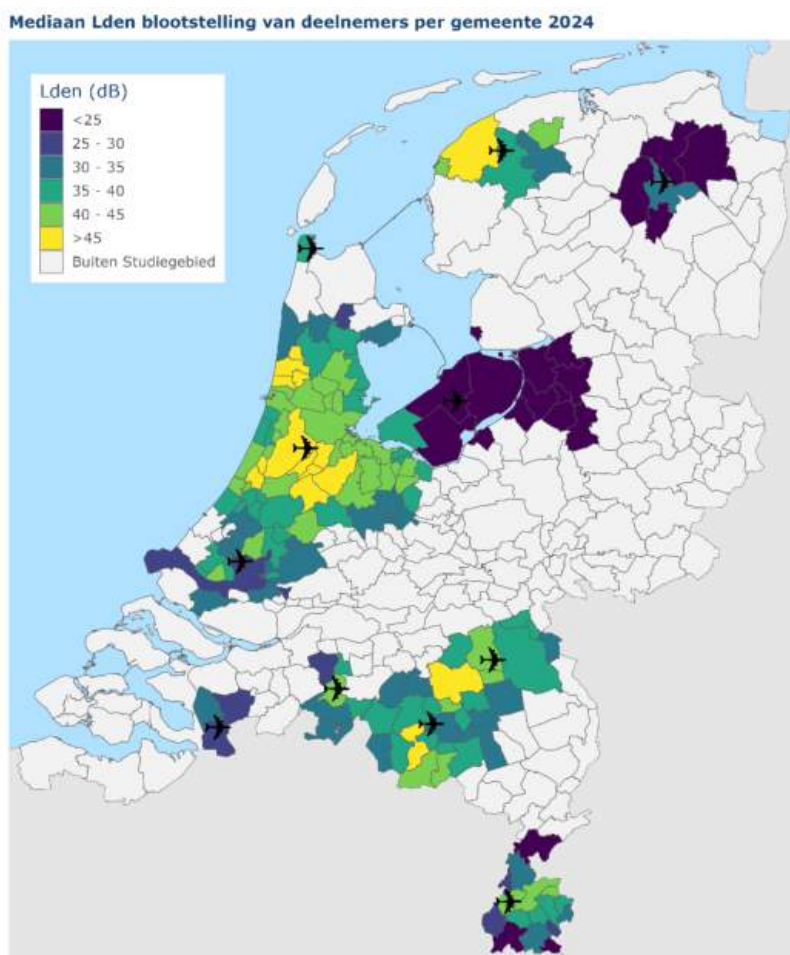 Mediaan Lden blootstelling van deelnemers per gemeente 2024
Lden (dB)
<25
25 - 30
30 - 35
35 - 40
40 - 45
>45
Buiten Studiegebied